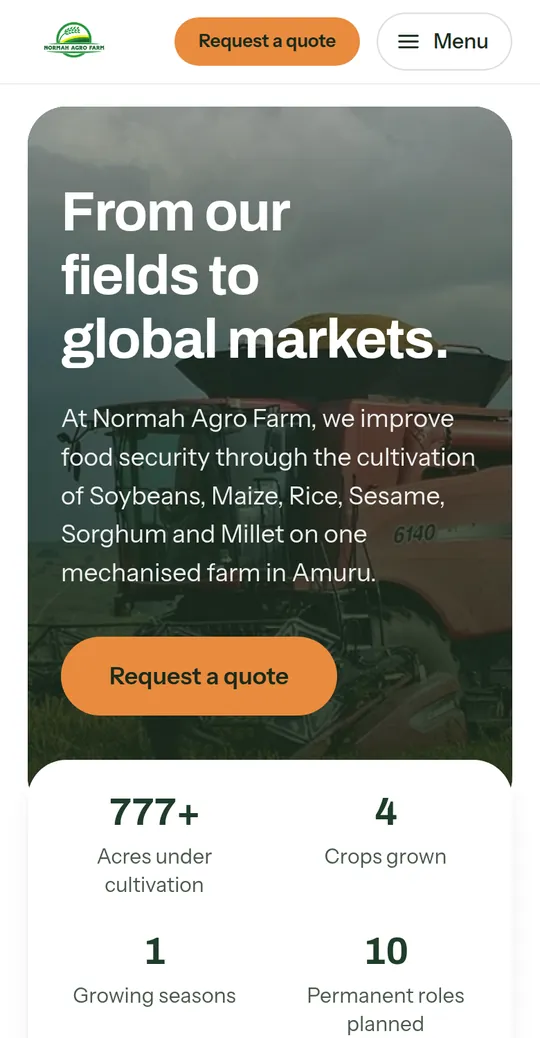 NORMAH AGRO FARM
Request a quote
Menu
From our
fields to
global markets.
At Normah Agro Farm, we improve
food security through the cultivation
of Soybeans, Maize, Rice, Sesame,
Sorghum and Millet on one
mechanised farm in Amuru.
6140
Request a quote
777+
Acres under
cultivation
4
Crops grown
1
Growing seasons
10
Permanent roles
planned